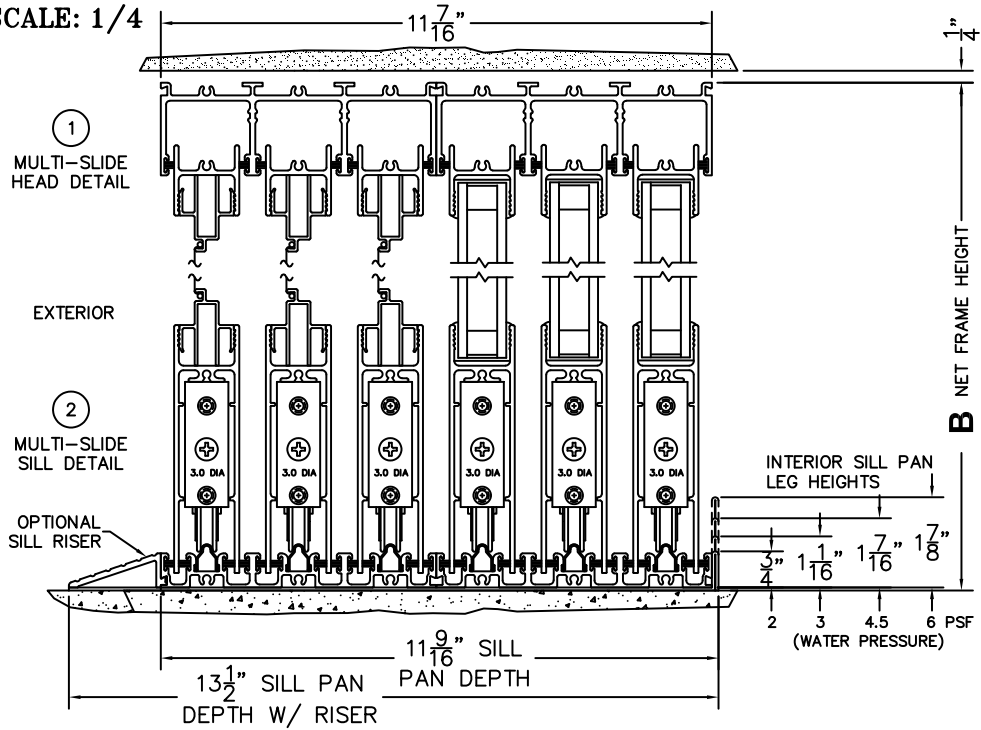 SCALE: 1/4
11 7/16"
1/4"
1
MULTI-SLIDE
HEAD DETAIL
EXTERIOR
NET FRAME HEIGHT
B
2
MULTI-SLIDE
SILL DETAIL
3.0 DIA
3.0 DIA
3.0 DIA
3.0 DIA
3.0 DIA
3.0 DIA
INTERIOR SILL PAN
LEG HEIGHTS
OPTIONAL
SILL RISER
3/4" 1 1/16" 1 7/16" 1 7/8"
2 3 4.5 6 PSF
(WATER PRESSURE)
11 9/16" SILL
PAN DEPTH
13 1/2" SILL PAN
DEPTH W/ RISER